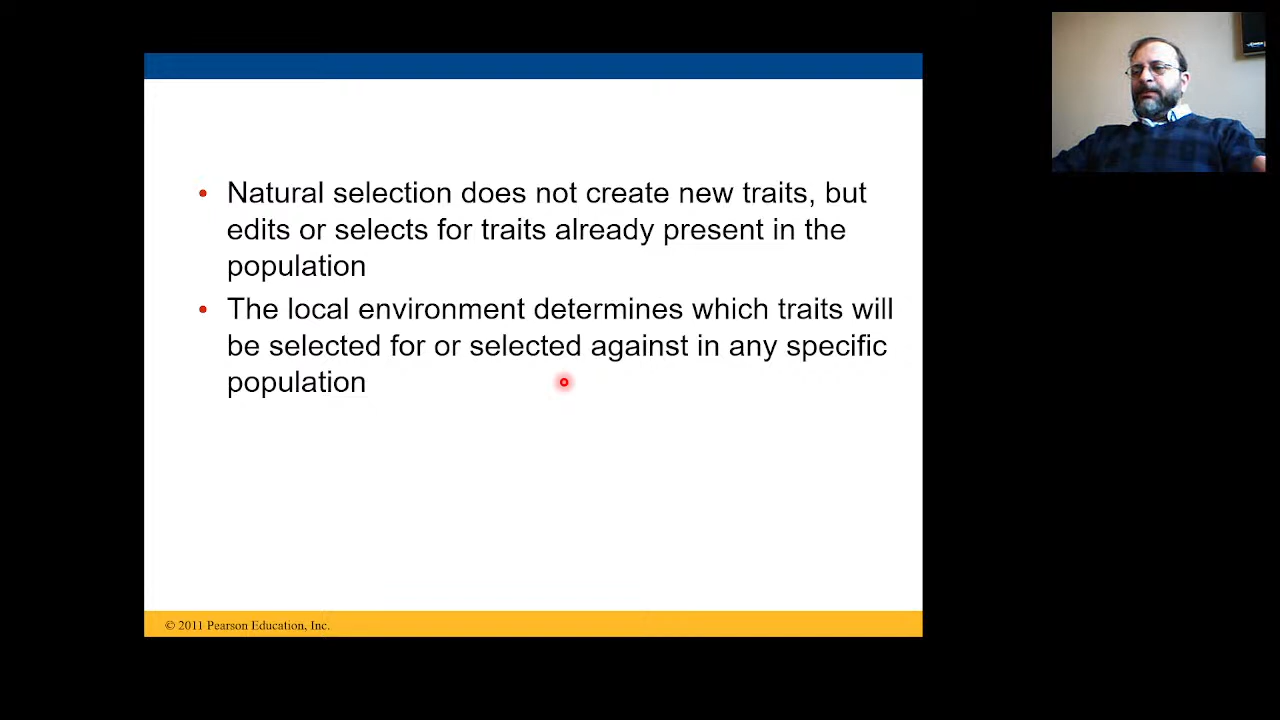 • Natural selection does not create new traits, but
edits or selects for traits already present in the
population
• The local environment determines which traits will
be selected for or selected against in any specific
population
© 2011 Pearson Education, Inc.